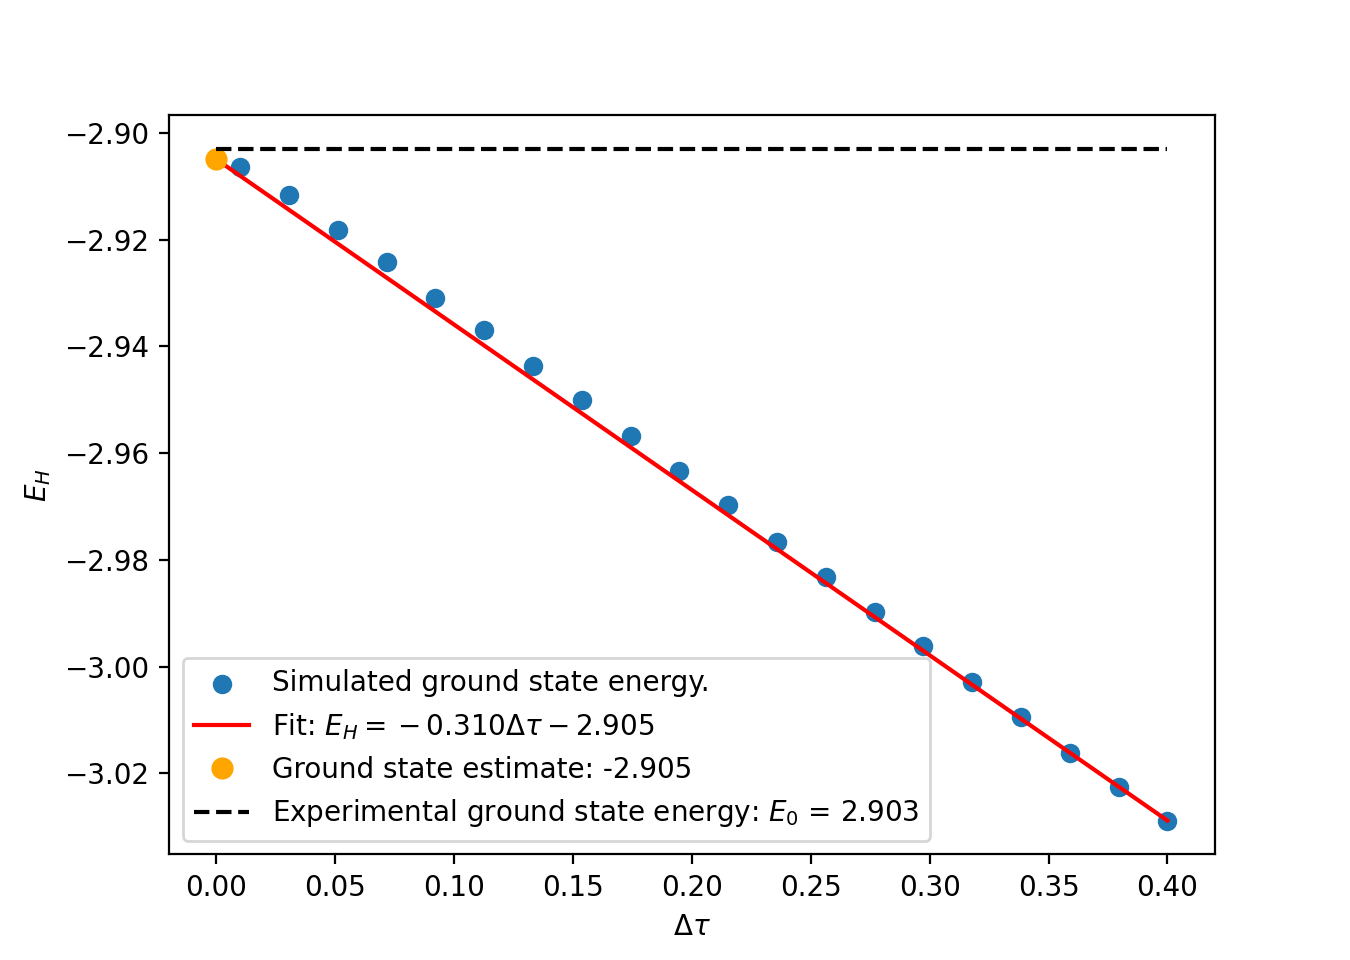 −2.90
−2.92
−2.94
−2.96
−2.98
−3.00
−3.02
E_H
Simulated ground state energy.
Fit: E_H = −0.310Δτ − 2.905
Ground state estimate: -2.905
Experimental ground state energy: E_0 = 2.903
0.00 0.05 0.10 0.15 0.20 0.25 0.30 0.35 0.40
Δτ